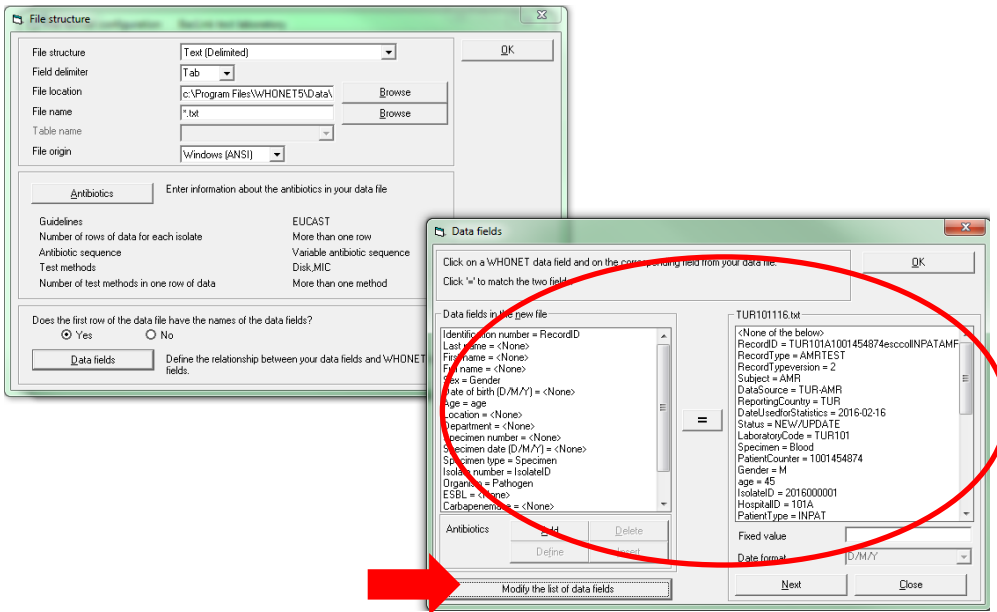 File structure
File structure Text (Delimited)
Field delimiter Tab
File location c:\Program Files\WHONET5\Data\ Browse
File name *.txt Browse
Table name
File origin Windows (ANSI)
OK
Antibiotics Enter information about the antibiotics in your data file
Guidelines EUCAST
Number of rows of data for each isolate More than one row
Antibiotic sequence Variable antibiotic sequence
Test methods Disk,MIC
Number of test methods in one row of data More than one method
Does the first row of the data file have the names of the data fields?
Yes No
Data fields Define the relationship between your data fields and WHONET
fields.
Data fields
Click on a WHONET data field and on the corresponding field from your data file.
Click '=' to match the two fields
OK
Data fields in the new file
Identification number = RecordID
Last name = <None>
First name = <None>
Full name = <None>
Sex = Gender
Date of birth (D/M/Y) = <None>
Age = age
Location = <None>
Department = <None>
Specimen number = <None>
Specimen date (D/M/Y) = <None>
Specimen type = Specimen
Isolate number = IsolateID
Organism = Pathogen
ESBL = <None>
Carbapenemase = <None>
=
TUR101116.txt
<None of the below>
RecordID = TUR101A1001454874esccolINPATAMF
RecordType = AMRTEST
RecordTypeversion = 2
Subject = AMR
DataSource = TUR-AMR
ReportingCountry = TUR
DateUsedforStatistics = 2016-02-16
Status = NEW/UPDATE
LaboratoryCode = TUR101
Specimen = Blood
PatientCounter = 1001454874
Gender = M
age = 45
IsolateID = 2016000001
HospitalID = 101A
PatientType = INPAT
Antibiotics Add Delete
Define Insert
Modify the list of data fields
Fixed value
Date format D/M/Y
Next Close